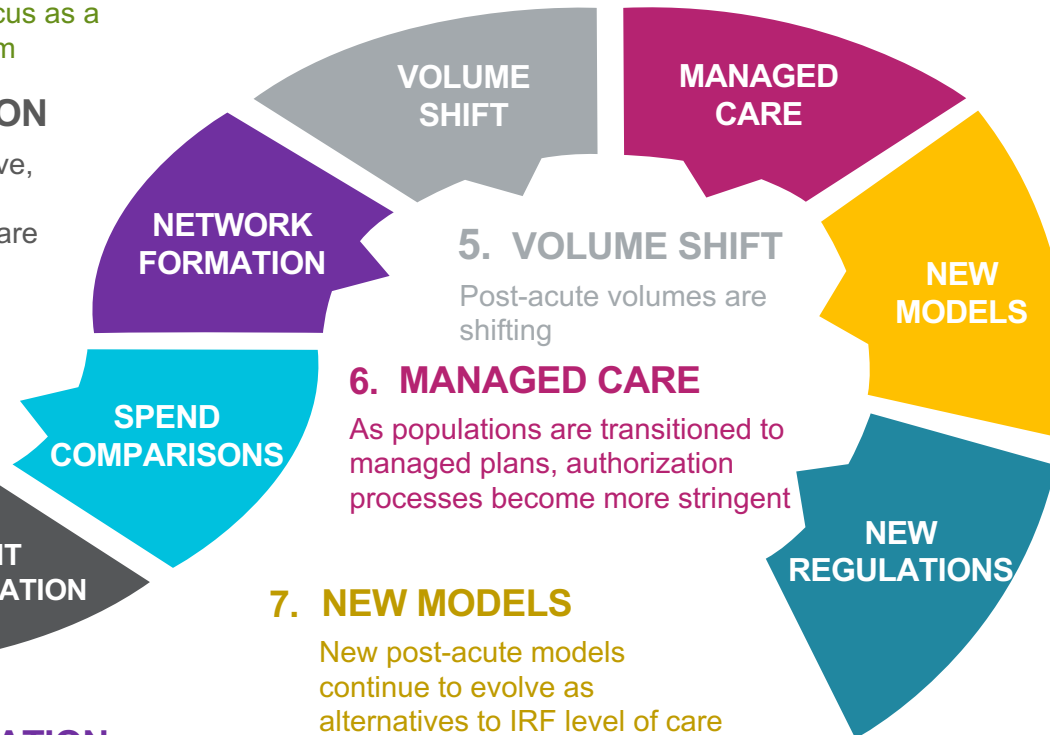 cus as a
m
ON
ve,
are
VOLUME
SHIFT
MANAGED
CARE
NETWORK
FORMATION
NEW
MODELS
SPEND
COMPARISONS
NEW
REGULATIONS
IT
ATION
5. VOLUME SHIFT
Post-acute volumes are
shifting
6. MANAGED CARE
As populations are transitioned to
managed plans, authorization
processes become more stringent
7. NEW MODELS
New post-acute models
continue to evolve as
alternatives to IRF level of care